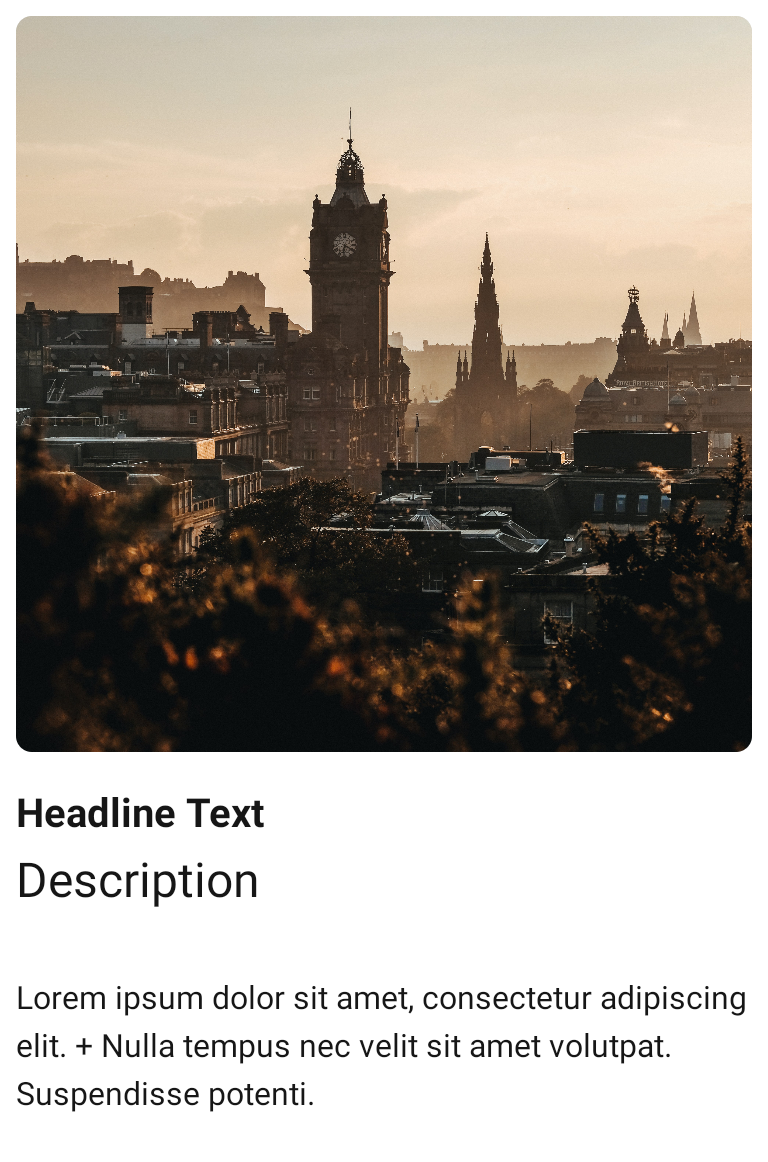 Headline Text
Description
Lorem ipsum dolor sit amet, consectetur adipiscing
elit. + Nulla tempus nec velit sit amet volutpat.
Suspendisse potenti.